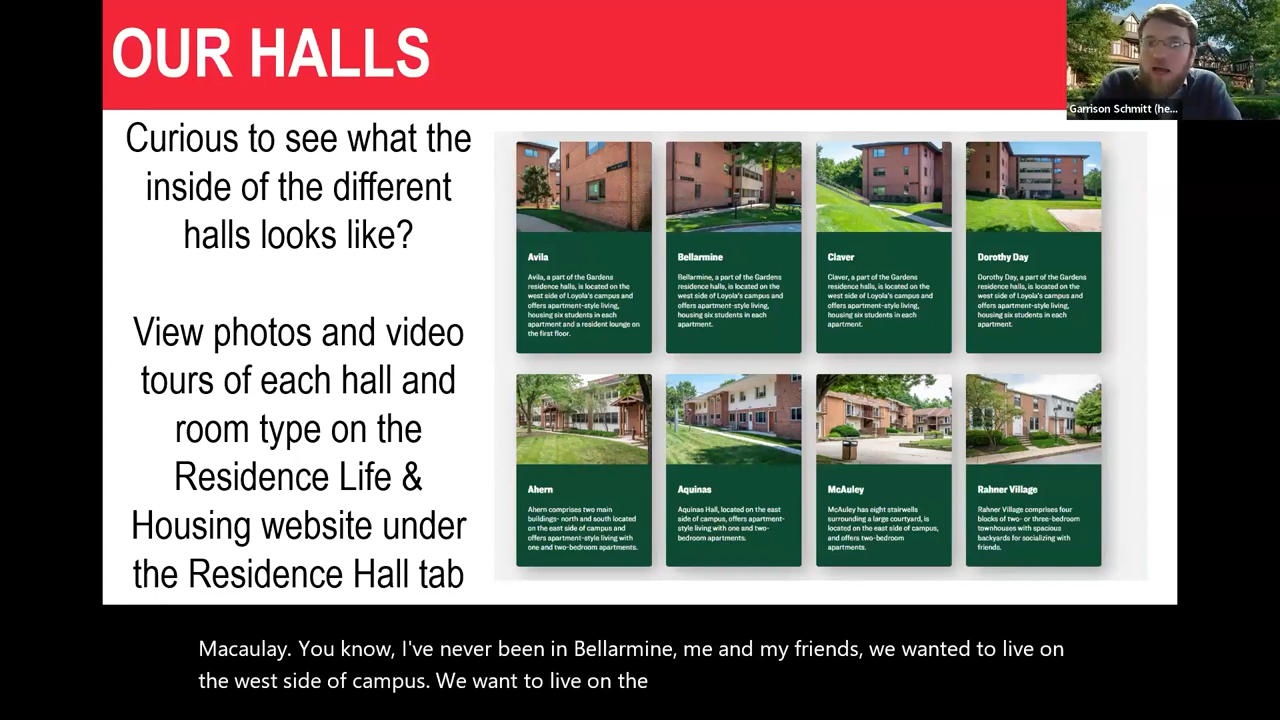 OUR HALLS
Garrison Schmitt (he...
Curious to see what the
inside of the different
halls looks like?
View photos and video
tours of each hall and
room type on the
Residence Life &
Housing website under
the Residence Hall tab
Avila
Avila, a part of the Gardens
residence halls, is located on the
west side of Loyola's campus and
offers apartment-style living,
housing six students in each
apartment and a resident lounge on
the first floor.
Bellarmine
Bellarmine, a part of the Gardens
residence halls, is located on the
west side of Loyola's campus and
offers apartment-style living,
housing six students in each
apartment.
Claver
Claver, a part of the Gardens
residence halls, is located on the
west side of Loyola's campus and
offers apartment-style living,
housing six students in each
apartment.
Dorothy Day
Dorothy Day, a part of the Gardens
residence halls, is located on the
west side of Loyola's campus and
offers apartment-style living,
housing six students in each
apartment.
Ahern
Ahern comprises two main
buildings- north and south located
on the east side of campus and
offers apartment-style living with
one and two-bedroom apartments.
Aquinas
Aquinas Hall, located on the east
side of campus, offers apartment-
style living with one and two-
bedroom apartments.
McAuley
McAuley has eight stairwells
surrounding a large courtyard, is
located on the east side of campus,
and offers two-bedroom
apartments.
Rahner Village
Rahner Village comprises four
blocks of two- or three-bedroom
townhouses with spacious
backyards for socializing with
friends.
Macaulay. You know, I've never been in Bellarmine, me and my friends, we wanted to live on
the west side of campus. We want to live on the